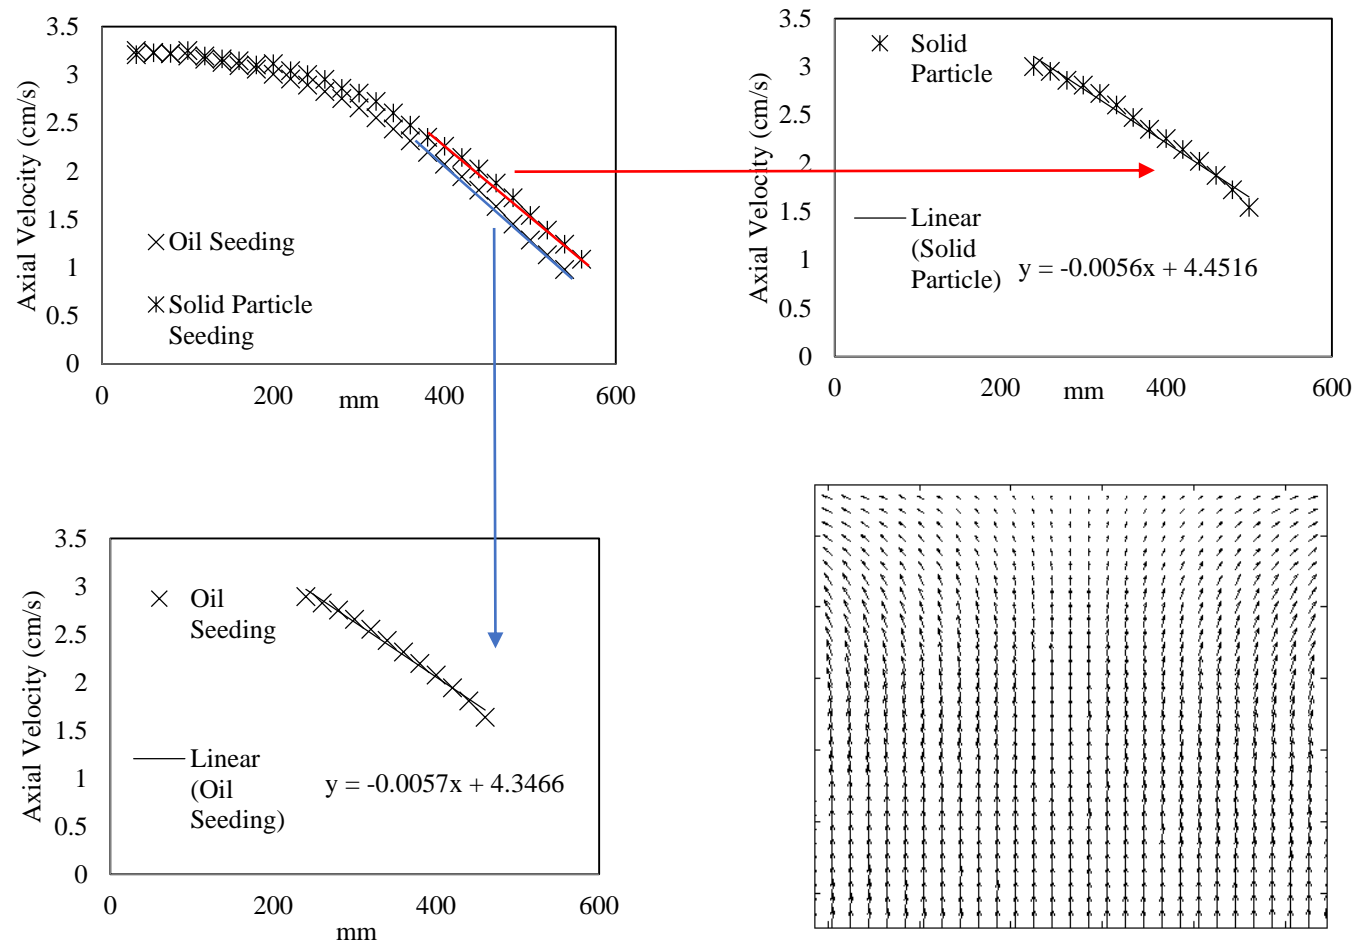 3.5
3
2.5
2
1.5
1
0.5
0
Axial Velocity (cm/s)
Oil Seeding
Solid Particle
Seeding
0
200
400
600
mm
3.5
3
2.5
2
1.5
1
0.5
0
Axial Velocity (cm/s)
Solid
Particle
Linear
(Solid
Particle)
y = -0.0056x + 4.4516
0
200
400
600
mm
3.5
3
2.5
2
1.5
1
0.5
0
Axial Velocity (cm/s)
Oil
Seeding
Linear
(Oil
Seeding)
y = -0.0057x + 4.3466
0
200
400
600
mm